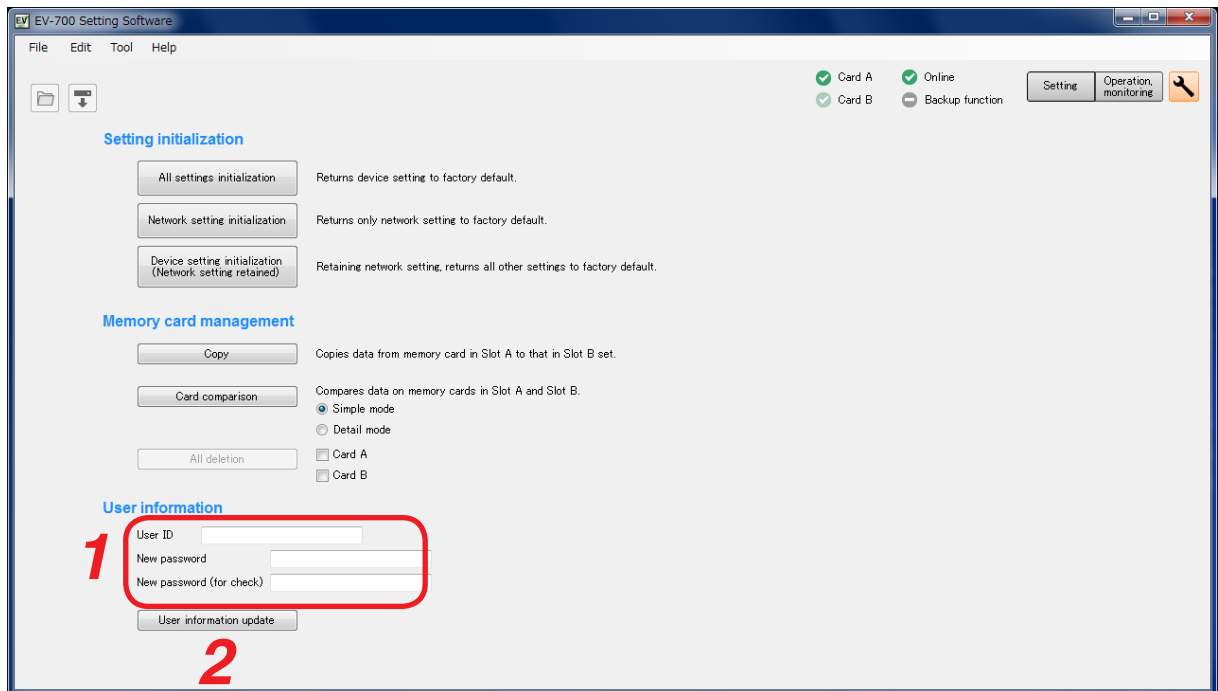 EV EV-700 Setting Software
File Edit Tool Help
Card A Online
Card B Backup function
Setting
Operation,
monitoring
Setting initialization
All settings initialization Returns device setting to factory default.
Network setting initialization Returns only network setting to factory default.
Device setting initialization
(Network setting retained)
Retaining network setting, returns all other settings to factory default.
Memory card management
Copy Copies data from memory card in Slot A to that in Slot B set.
Card comparison Compares data on memory cards in Slot A and Slot B.
Simple mode
Detail mode
All deletion Card A
Card B
User information
1
User ID
New password
New password (for check)
User information update
2